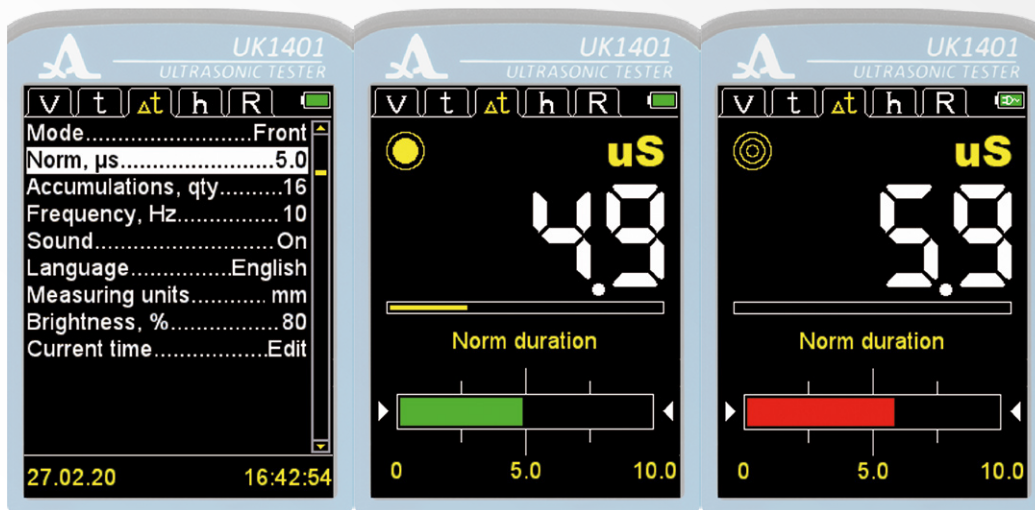 UK1401
ULTRASONIC TESTER
V t Δt h R
Mode........................Front
Norm, µs......................5.0
Accumulations, qty..........16
Frequency, Hz................10
Sound..........................On
Language................English
Measuring units........... mm
Brightness, %................80
Current time.................Edit
27.02.20 16:42:54
UK1401
ULTRASONIC TESTER
V t Δt h R
uS
4.9
Norm duration
0 5.0 10.0
UK1401
ULTRASONIC TESTER
V t Δt h R
uS
5.9
Norm duration
0 5.0 10.0